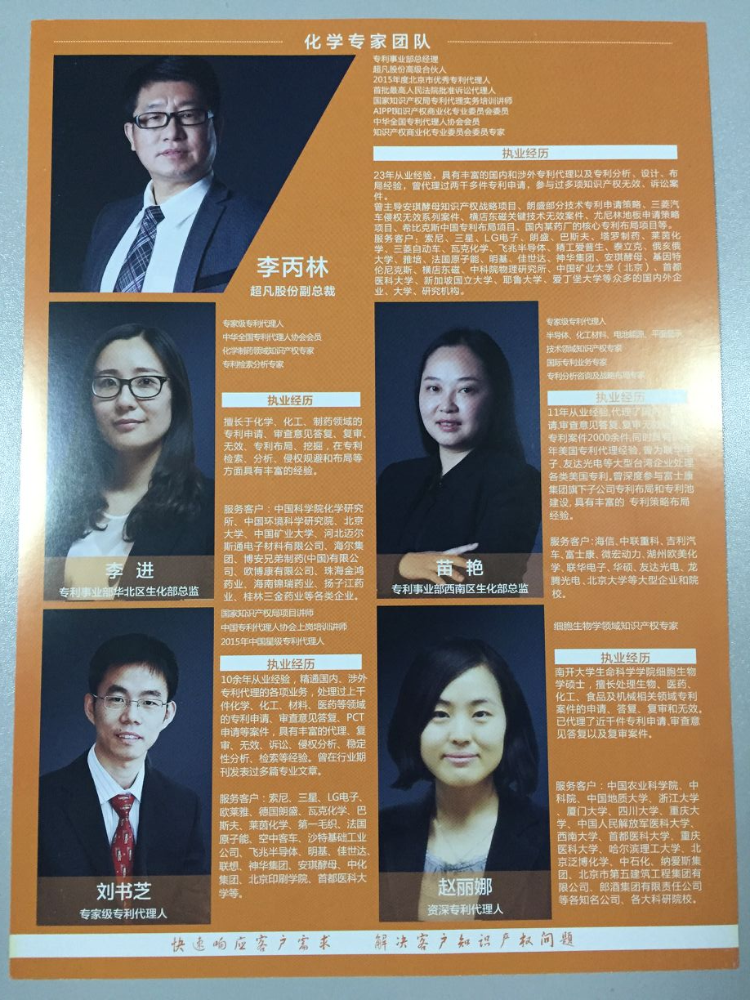 化学专家团队
专利事业部总经理
超凡股份高级合伙人
2015年度北京市优秀专利代理人
首批最高人民法院批准诉讼代理人
国家知识产权局专利代理实务培训讲师
AIPPI知识产权商业化专业委员会委员
中华全国专利代理人协会会员
知识产权商业化专业委员会委员专家
执业经历
23年从业经验，具有丰富的国内和涉外专利代理以及专利分析、设计、布
局经验，曾代理过两千多件专利申请，参与过多项知识产权无效、诉讼案
件。
曾主导安琪酵母知识产权战略项目、朗盛部分技术专利申请策略、三菱汽
车侵权无效系列案件、横店东磁关键技术无效案件、尤尼林地板申请策略
项目、希比克斯中国专利布局项目、国内某药厂的核心专利布局项目等。
服务客户：索尼、三星、LG电子、朗盛、巴斯夫、塔罗制药、莱茵化
学、三菱自动车、瓦克化学、飞兆半导体、精工爱普生、泰立克、俄亥俄
大学、雅培、法国原子能、明基、佳世达、神华集团、安琪酵母、基因特
伦尼克斯、横店东磁、中科院物理研究所、中国矿业大学（北京）、首都
医科大学、新加坡国立大学、耶鲁大学、爱丁堡大学等众多的国内外企
业、大学、研究机构。
李丙林
超凡股份副总裁
专家级专利代理人
中华全国专利代理人协会会员
化学制药领域知识产权专家
专利检索分析专家
执业经历
擅长于化学、化工、制药领域的
专利申请、审查意见答复、复审、
无效、专利布局、挖掘，在专利
检索、分析、侵权规避和布局等
方面具有丰富的经验。
服务客户：中国科学院化学研究
所、中国环境科学研究院、北京
大学、中国矿业大学、河北迈尔
斯通电子材料有限公司、海尔集
团、博安兄弟制药(中国)有限公
司、欧博康有限公司、珠海金鸿
药业、海南锦瑞药业、扬子江药
业、桂林三金药业等各类企业。
李 进
专利事业部华北区生化部总监
专家级专利代理人
半导体、化工材料、电池能源、平面显示
技术领域知识产权专家
国际专利业务专家
专利分析咨询及战略布局专家
执业经历
11年从业经验,代理了
请,审查意见答复,复审
专利案件2000余件,同时
年美国专利代理经验,曾为联华电
子、友达光电等大型台湾企业处理
各类美国专利。曾深度参与富士康
集团旗下子公司专利布局和专利池
建设,具有丰富的 专利策略布局
经验。
服务客户:海信、中联重科、吉利汽
车、富士康、微宏动力、湖州欧美化
学、联华电子、华硕、友达光电、龙
腾光电、北京大学等大型企业和院
校。
苗 艳
专利事业部西南区生化部总监
国家知识产权局项目讲师
中国专利代理人协会上岗培训讲师
2015年中国星级专利代理人
执业经历
10余年从业经验，精通国内、涉外
专利代理的各项业务，处理过上千
件化学、化工、材料、医药等领域
的专利申请、审查意见答复、PCT
申请等案件，具有丰富的代理、复
审、无效、诉讼、侵权分析、稳定
性分析、检索等经验。曾在行业期
刊发表过多篇专业文章。
服务客户：索尼、三星、LG电子、
欧莱雅、德国朗盛、瓦克化学、巴
斯夫、莱茵化学、第一毛织、法国
原子能、空中客车、沙特基础工业
公司、飞兆半导体、明基、佳世达、
联想、神华集团、安琪酵母、中化
集团、北京印刷学院、首都医科大
学等。
刘书芝
专家级专利代理人
细胞生物学领域知识产权专家
执业经历
南开大学生命科学学院细胞生物
学硕士，擅长处理生物、医药、
化工、食品及机械相关领域专利
案件的申请、答复、复审和无效。
已代理了近千件专利申请、审查意
见答复以及复审案件。
服务客户：中国农业科学院、中
科院、中国地质大学、浙江大学
、厦门大学、四川大学、重庆大
学、中国人民解放军医科大学、
西南大学、首都医科大学、重庆
医科大学、哈尔滨理工大学、北
京泛博化学、中石化、纳爱斯集
团、北京市第五建筑工程集团有
限公司、郎酒集团有限责任公司
等各知名公司、各大科研院校。
赵丽娜
资深专利代理人
快速响应客户需求 解决客户知识产权问题